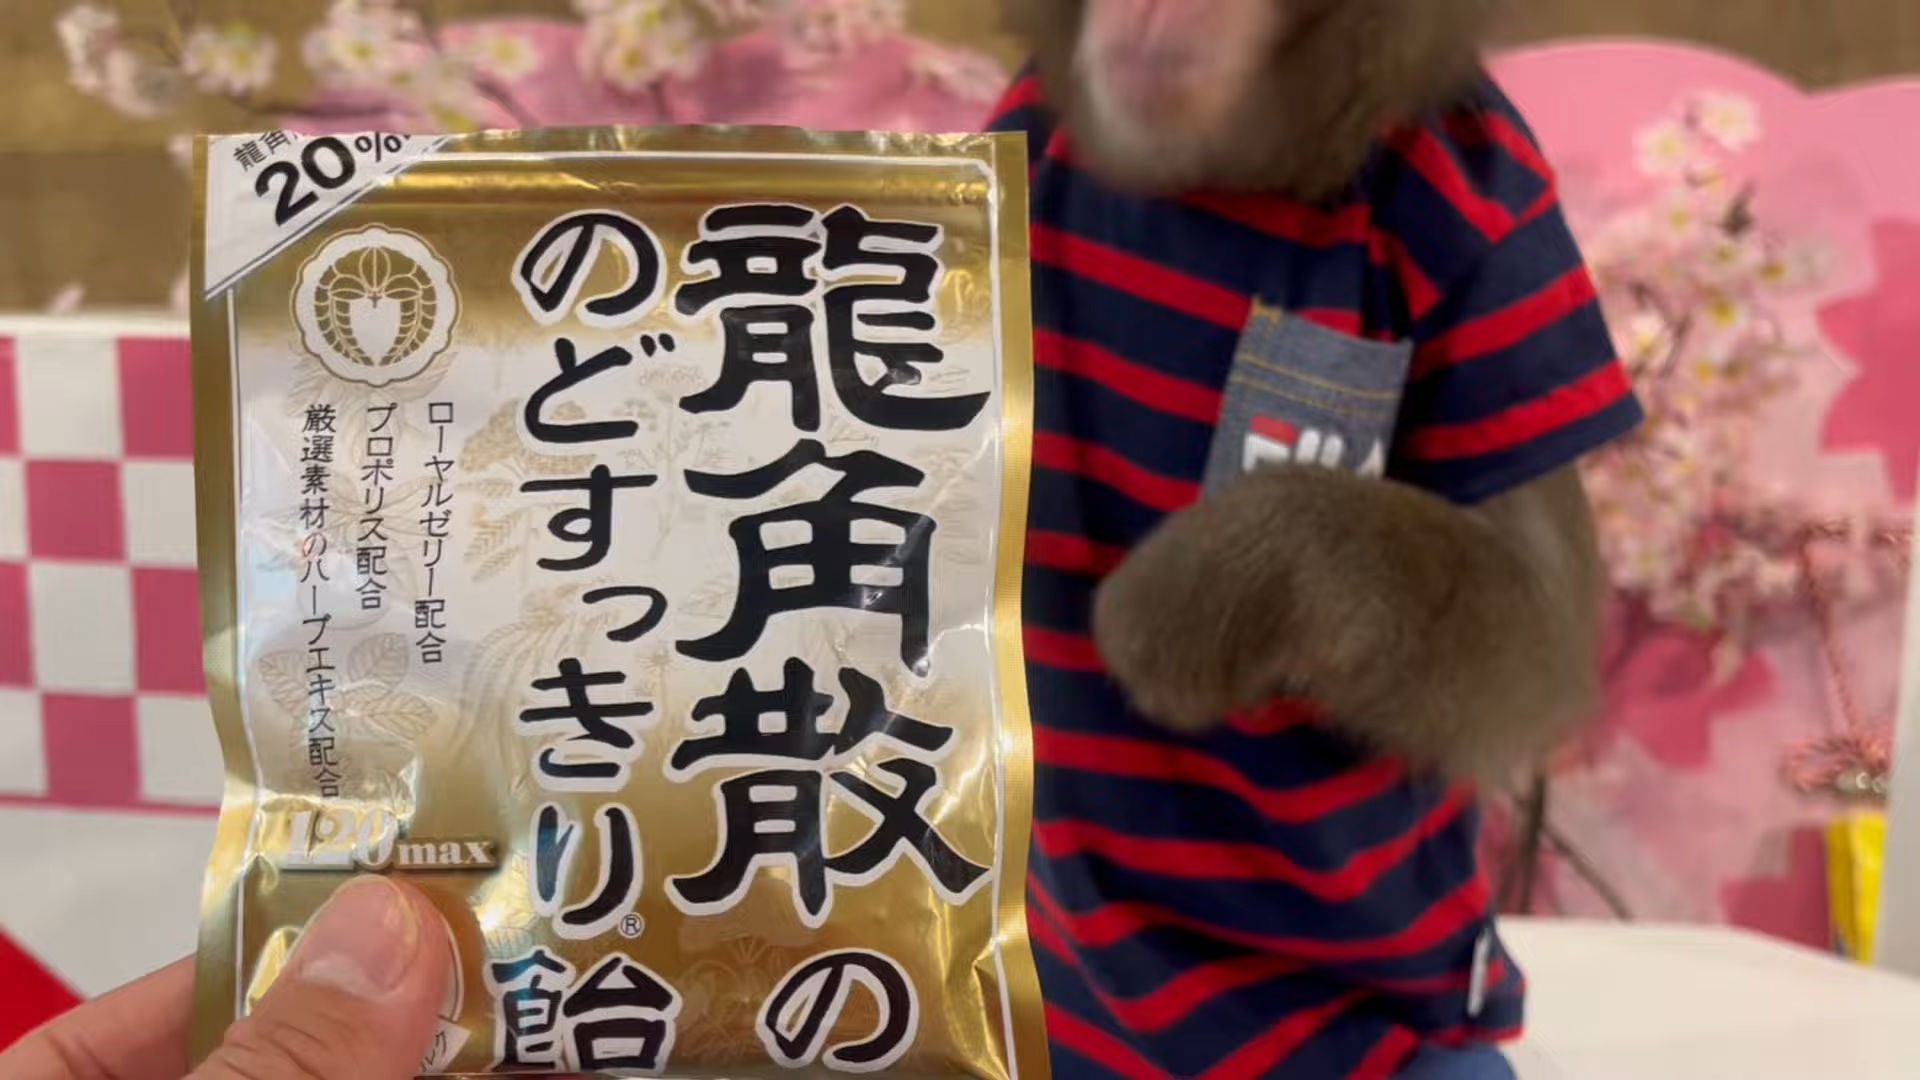 龍角
20%
龍角散の
のどすっきり®飴
ローヤルゼリー配合
プロポリス配合
厳選素材のハーブエキス配合
120max